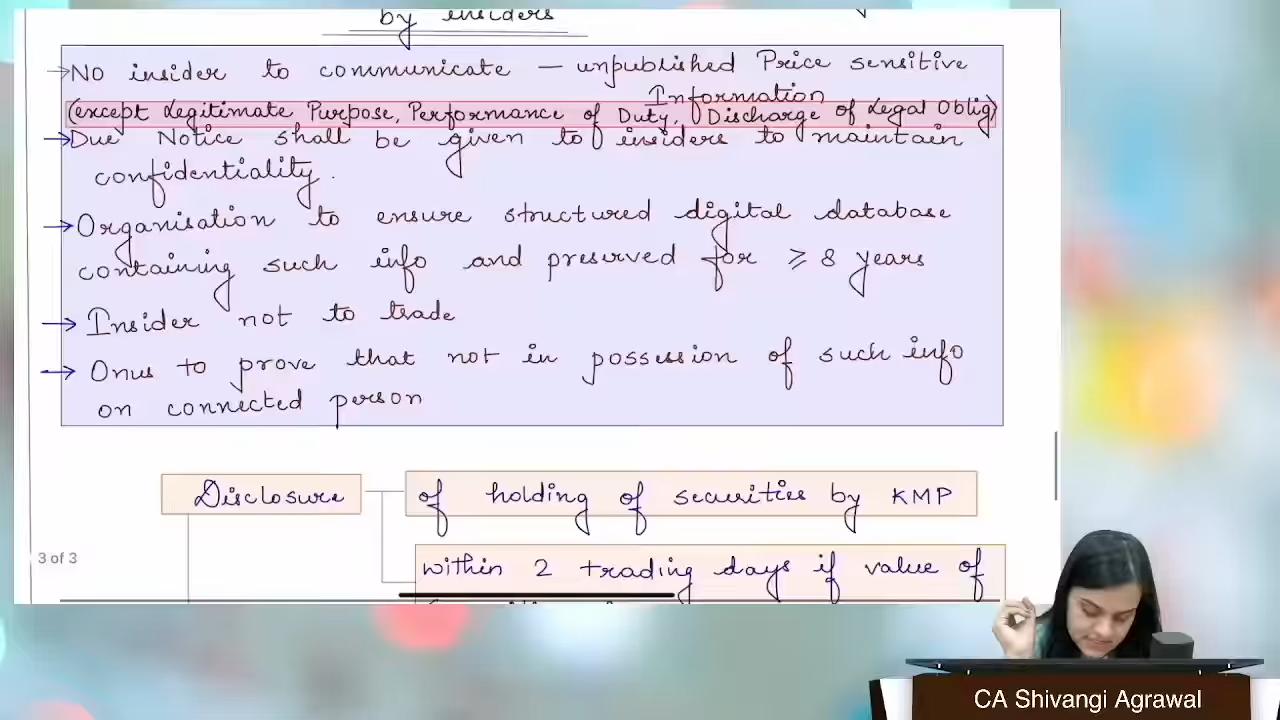 by insiders
→No insider to communicate — unpublished Price sensitive
Information
(except Legitimate Purpose, Performance of Duty, Discharge of Legal Oblig)
→Due Notice shall be given to insiders to maintain
confidentiality.
→Organisation to ensure structured digital database
containing such info and preserved for ≥ 8 years
→ Insider not to trade
→ Onus to prove that not in possession of such info
on connected person
Disclosure
of holding of securities by KMP
3 of 3
within 2 trading days if value of
CA Shivangi Agrawal